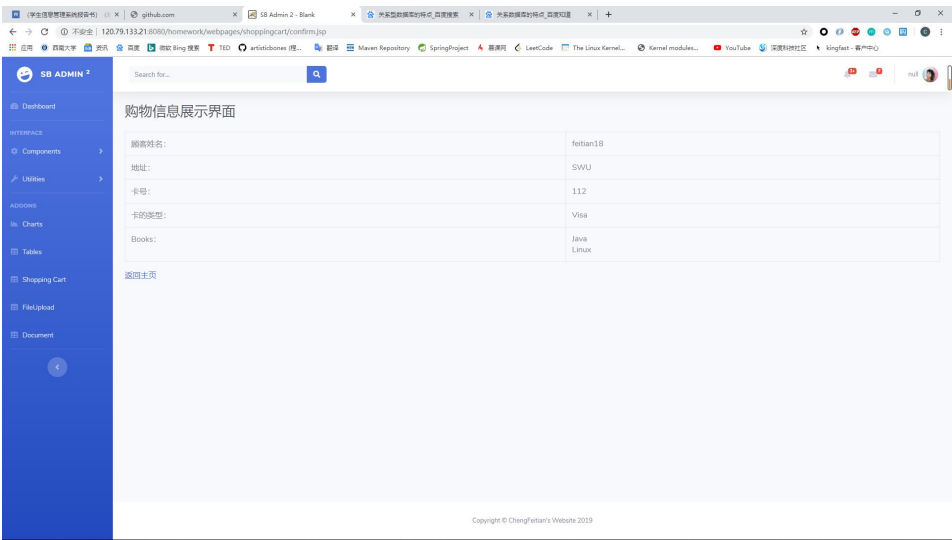 (学生信息管理系统报告书)
github.com
SB Admin 2 - Blank
关系型数据库的特点_百度搜索
关系数据库的特点_百度知道
不安全 | 120.79.133.21:8080/homework/webpages/shoppingcart/confirm.jsp
应用 西南大学 资讯 百度 微软 Bing 搜索 TED artisticbones (程... 翻译 Maven Repository SpringProject 慕课网 LeetCode The Linux Kernel... Kernel modules... YouTube 深度科技社区 kingfast - 客户中心
SB ADMIN 2
Search for...
3+
7
null
Dashboard
INTERFACE
Components
Utilities
ADDONS
Charts
Tables
Shopping Cart
FileUpload
Document
购物信息展示界面
顾客姓名: feitian18
地址: SWU
卡号: 112
卡的类型: Visa
Books: Java
Linux
返回主页
Copyright © ChengFeitian's Website 2019